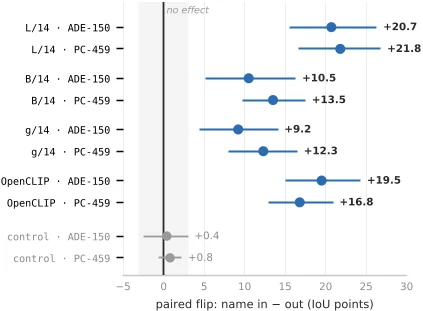 no effect
L/14 · ADE-150 +20.7
L/14 · PC-459 +21.8
B/14 · ADE-150 +10.5
B/14 · PC-459 +13.5
g/14 · ADE-150 +9.2
g/14 · PC-459 +12.3
OpenCLIP · ADE-150 +19.5
OpenCLIP · PC-459 +16.8
control · ADE-150 +0.4
control · PC-459 +0.8
−5 0 5 10 15 20 25 30
paired flip: name in − out (IoU points)